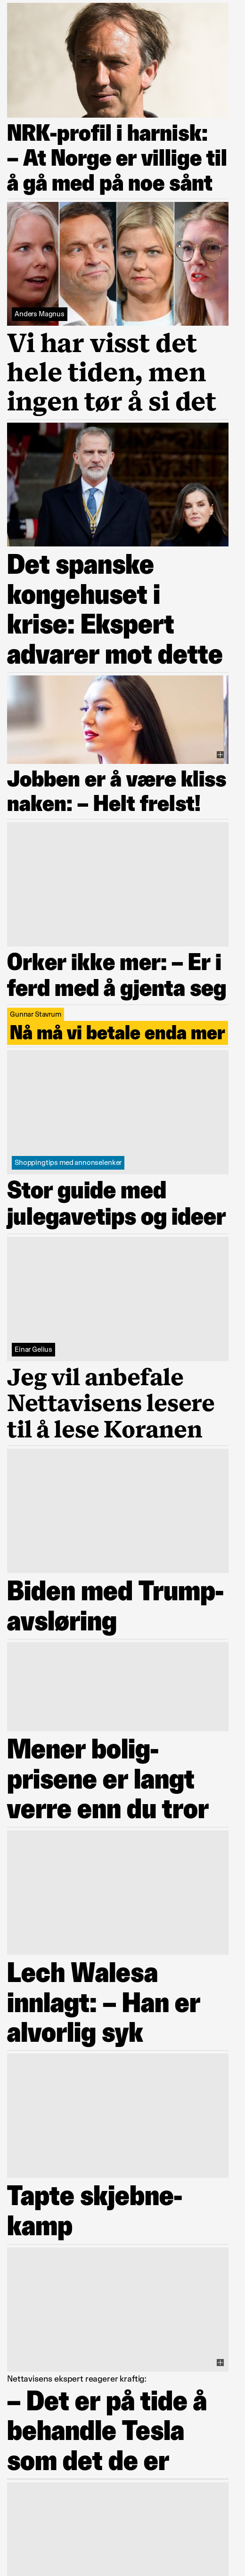 NRK-profil i harnisk:
– At Norge er villige til
å gå med på noe sånt
Anders Magnus
Vi har visst det
hele tiden, men
ingen tør å si det
Det spanske
kongehuset i
krise: Ekspert
advarer mot dette
Jobben er å være kliss
naken: – Helt frelst!
Orker ikke mer: – Er i
ferd med å gjenta seg
Gunnar Stavrum
Nå må vi betale enda mer
Shoppingtips med annonselenker
Stor guide med
julegavetips og ideer
Einar Gelius
Jeg vil anbefale
Nettavisens lesere
til å lese Koranen
Biden med Trump-
avsløring
Mener bolig-
prisene er langt
verre enn du tror
Lech Walesa
innlagt: – Han er
alvorlig syk
Tapte skjebne-
kamp
Nettavisens ekspert reagerer kraftig:
– Det er på tide å
behandle Tesla
som det de er